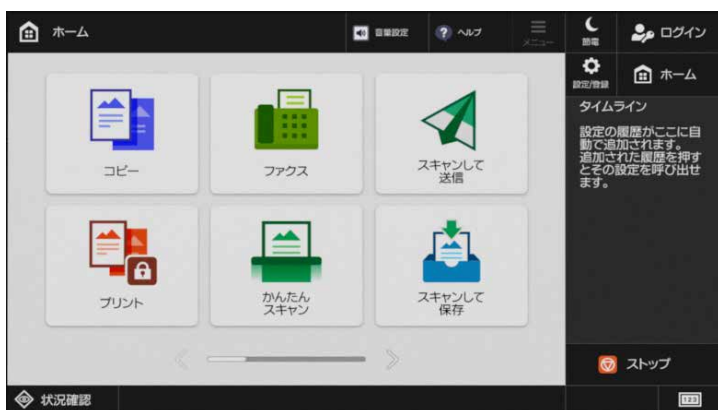 ホーム
音量設定
? ヘルプ
メニュー
節電
ログイン
設定/登録
ホーム
コピー
ファクス
スキャンして
送信
プリント
かんたん
スキャン
スキャンして
保存
タイムライン
設定の履歴がここに自
動で追加されます。
追加された履歴を押す
とその設定を呼び出せ
ます。
ストップ
状況確認
123